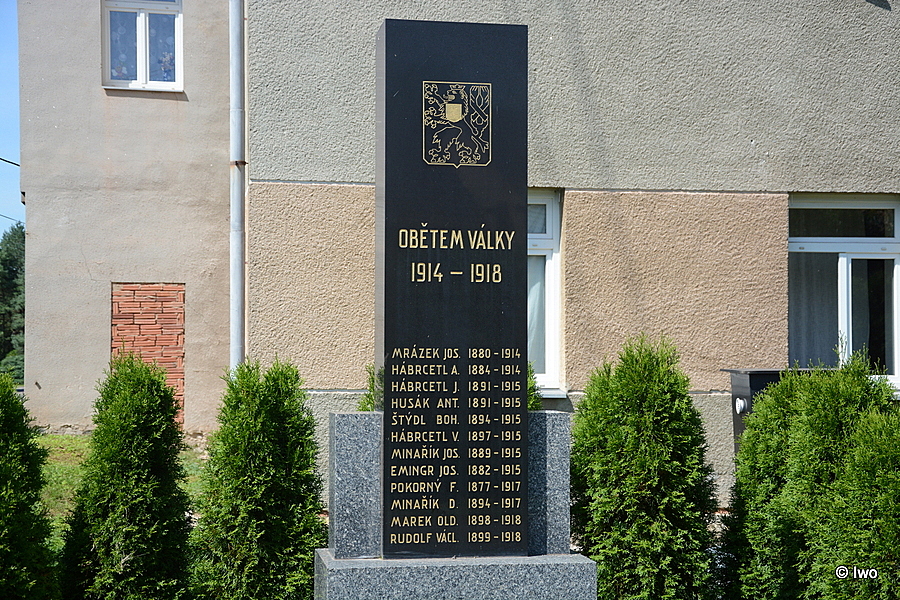 OBĚTEM VÁLKY
1914 – 1918
MRÁZEK JOS. 1880 – 1914
HÁBRCETL A. 1884 – 1914
HÁBRCETL J. 1891 – 1915
HUSÁK ANT. 1891 – 1915
ŠTÝDL BOH. 1894 – 1915
HÁBRCETL V. 1897 – 1915
MINAŘÍK JOS. 1889 – 1915
EMINGR JOS. 1882 – 1915
POKORNÝ F. 1877 – 1917
MINAŘÍK D. 1894 – 1917
MAREK OLD. 1898 – 1918
RUDOLF VÁCL. 1899 – 1918
© Iwo